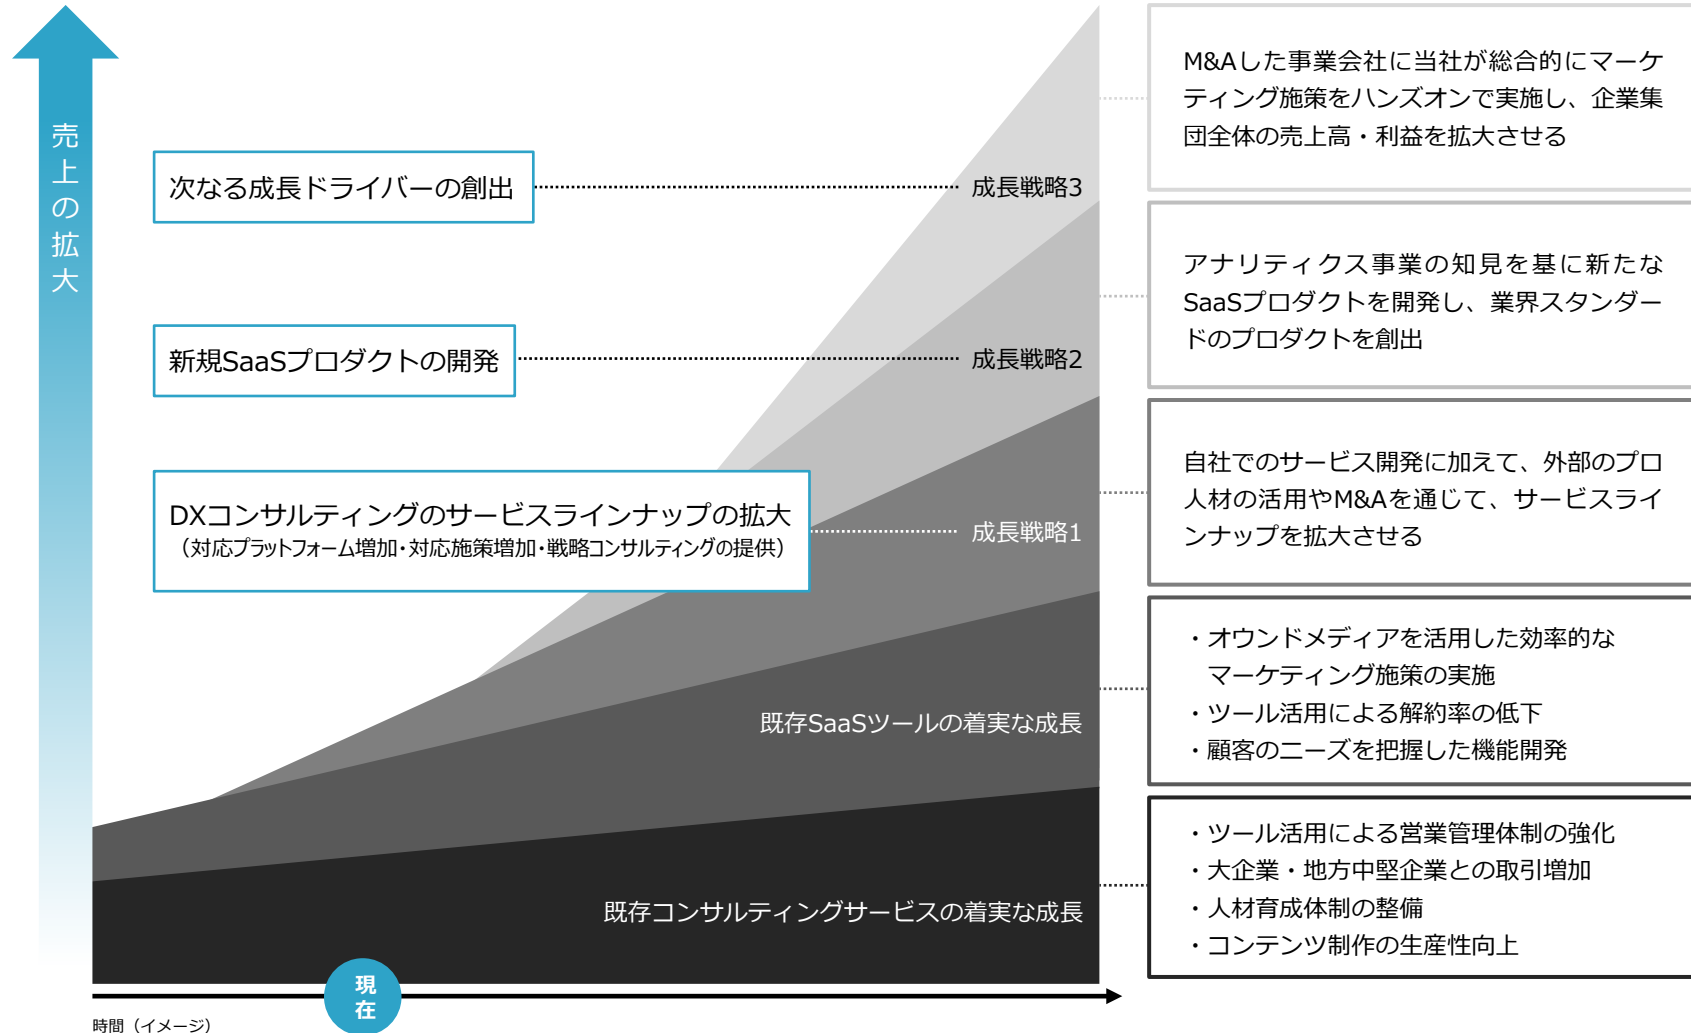 売上の拡大
次なる成長ドライバーの創出
成長戦略3
M&Aした事業会社に当社が総合的にマーケ
ティング施策をハンズオンで実施し、企業集
団全体の売上高・利益を拡大させる
新規SaaSプロダクトの開発
成長戦略2
アナリティクス事業の知見を基に新たな
SaaSプロダクトを開発し、業界スタンダー
ドのプロダクトを創出
DXコンサルティングのサービスラインナップの拡大
（対応プラットフォーム増加・対応施策増加・戦略コンサルティングの提供）
成長戦略1
自社でのサービス開発に加えて、外部のプロ
人材の活用やM&Aを通じて、サービスライ
ンナップを拡大させる
既存SaaSツールの着実な成長
・オウンドメディアを活用した効率的な
マーケティング施策の実施
・ツール活用による解約率の低下
・顧客のニーズを把握した機能開発
既存コンサルティングサービスの着実な成長
・ツール活用による営業管理体制の強化
・大企業・地方中堅企業との取引増加
・人材育成体制の整備
・コンテンツ制作の生産性向上
現在
時間（イメージ）